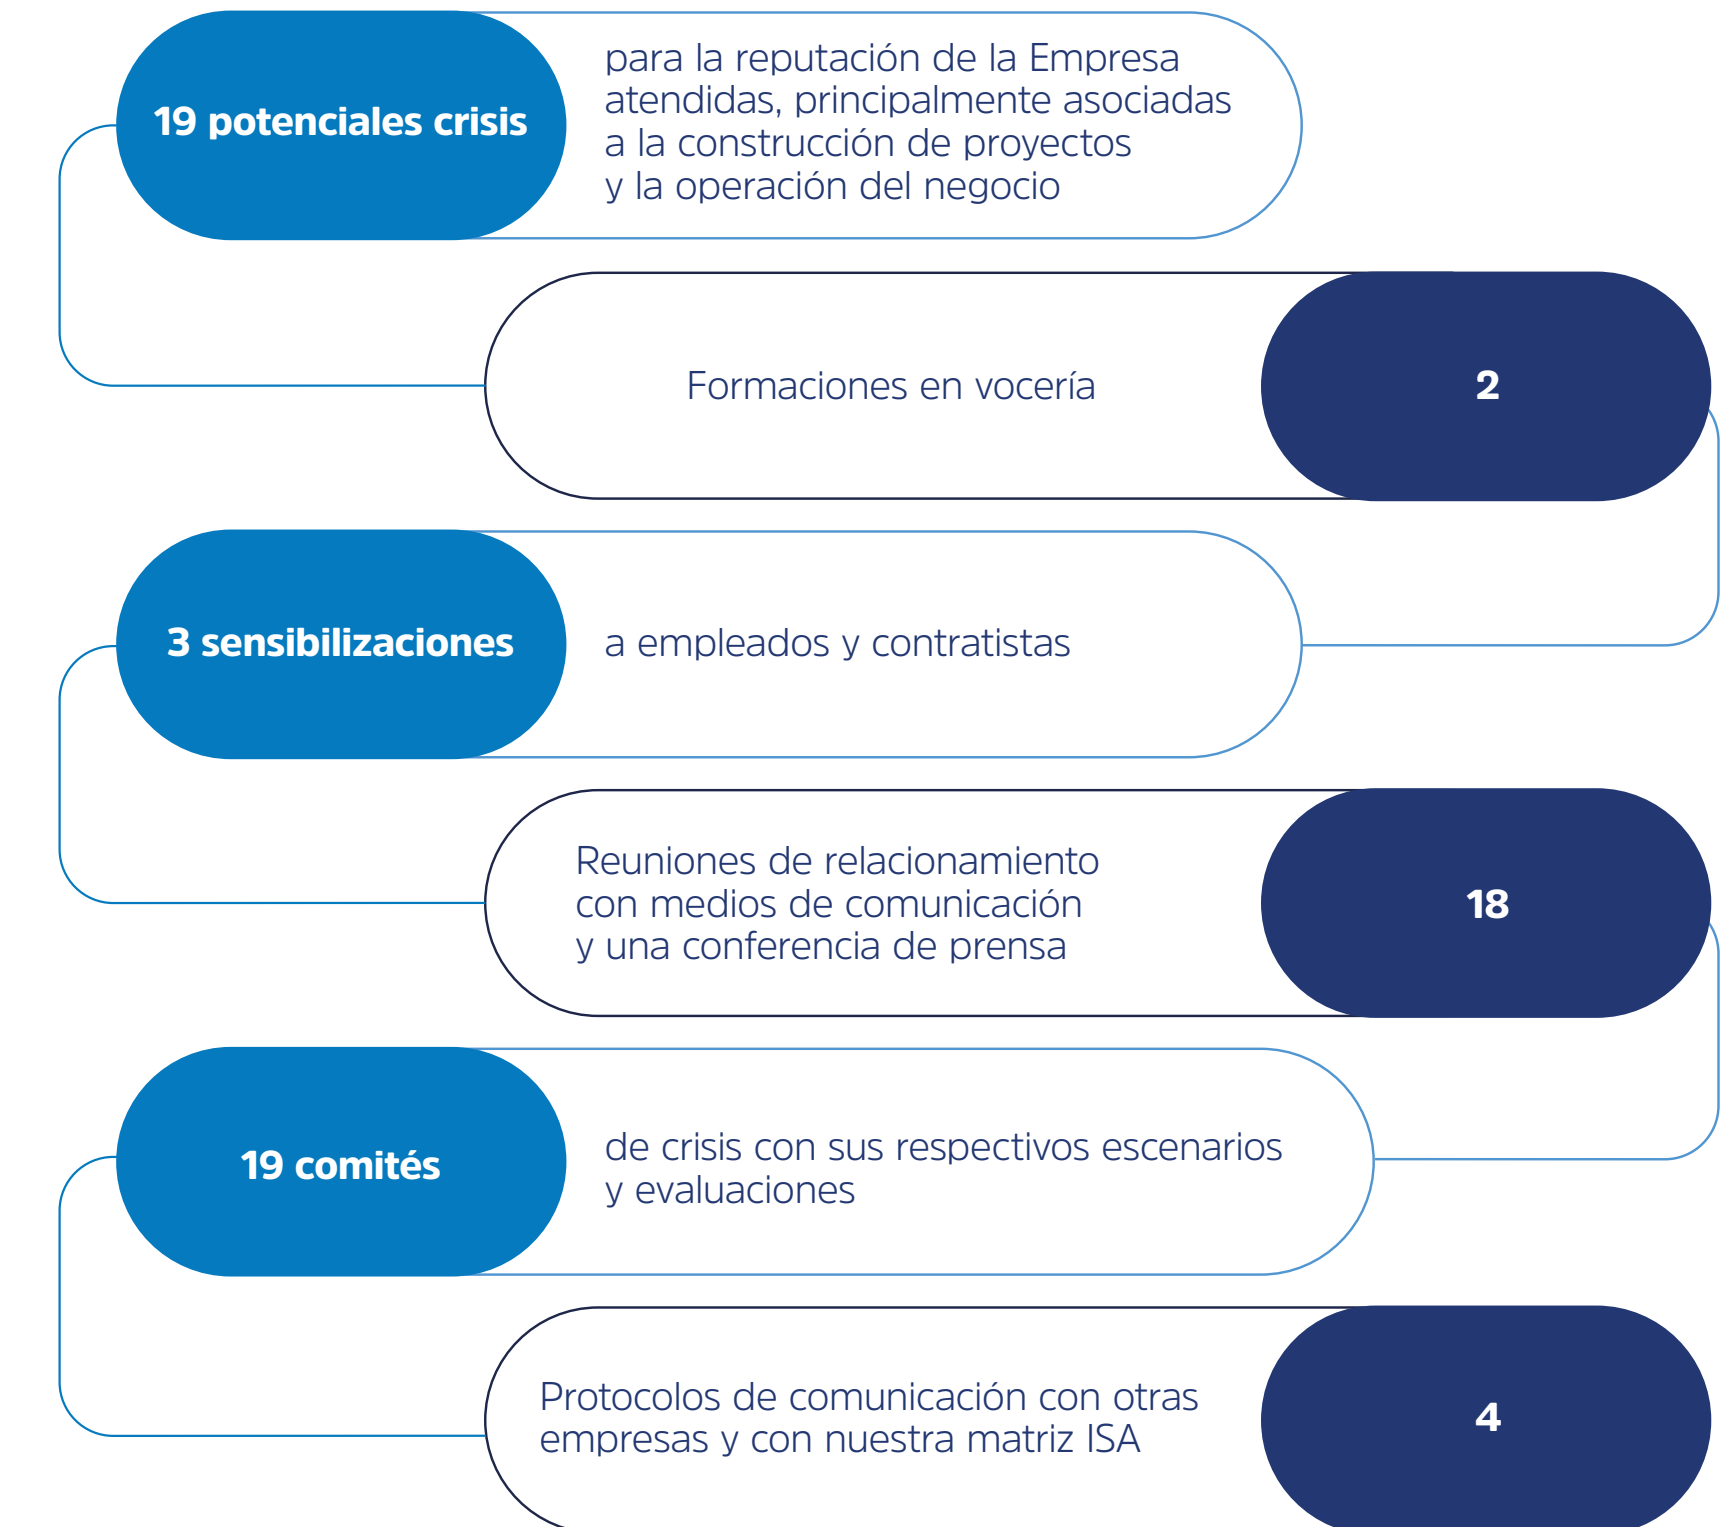 19 potenciales crisis
para la reputación de la Empresa
atendidas, principalmente asociadas
a la construcción de proyectos
y la operación del negocio
Formaciones en vocería
2
3 sensibilizaciones
a empleados y contratistas
Reuniones de relacionamiento
con medios de comunicación
y una conferencia de prensa
18
19 comités
de crisis con sus respectivos escenarios
y evaluaciones
Protocolos de comunicación con otras
empresas y con nuestra matriz ISA
4